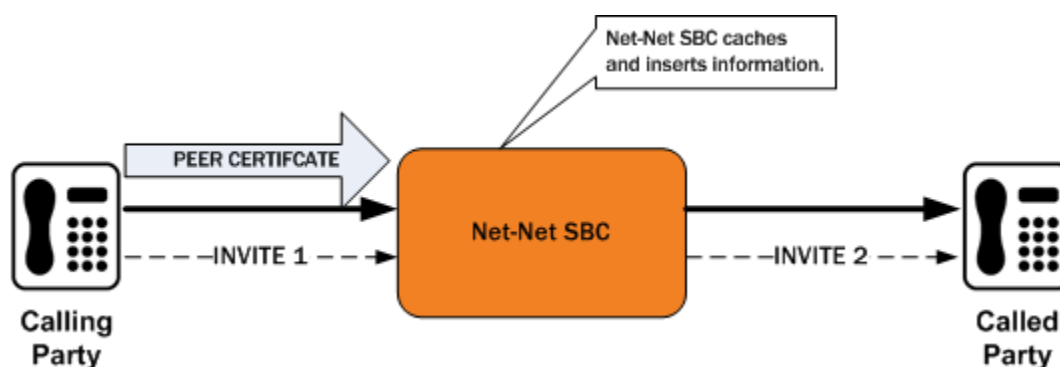 Net-Net SBC caches
and inserts information.
PEER CERTIFCATE
Net-Net SBC
INVITE 1
INVITE 2
Calling
Party
Called
Party